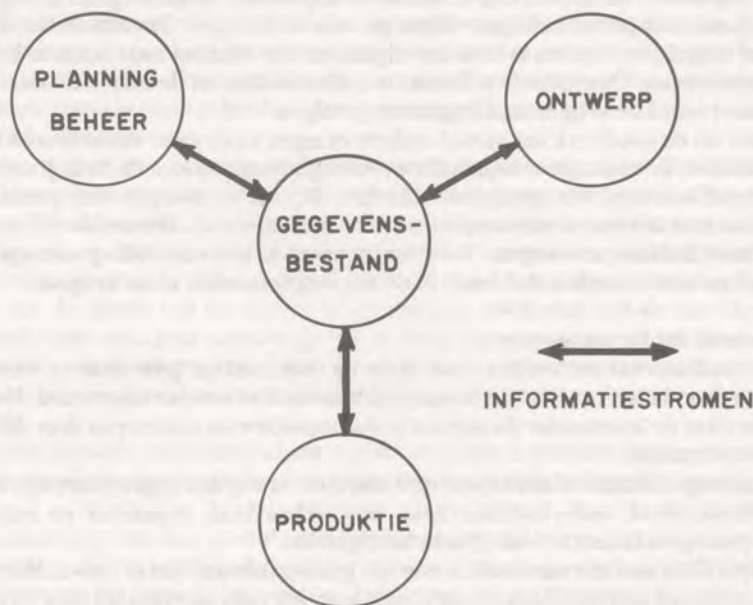 PLANNING
BEHEER
ONTWERP
GEGEVENS-
BESTAND
INFORMATIESTROMEN
PRODUKTIE